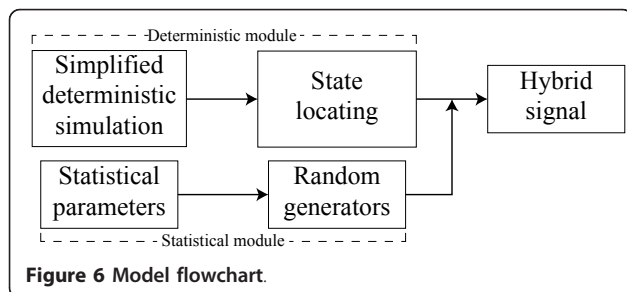 Deterministic module
Simplified
deterministic
simulation
State
locating
Hybrid
signal
Statistical
parameters
Random
generators
Statistical module
Figure 6 Model flowchart.